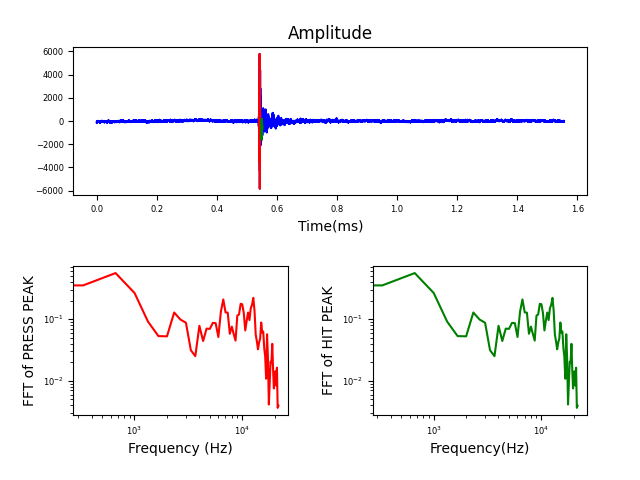 Amplitude
6000
4000
2000
0
−2000
−4000
−6000
0.0 0.2 0.4 0.6 0.8 1.0 1.2 1.4 1.6
Time(ms)
FFT of PRESS PEAK
10⁻¹
10⁻²
10³ 10⁴
Frequency (Hz)
FFT of HIT PEAK
10⁻¹
10⁻²
10³ 10⁴
Frequency(Hz)